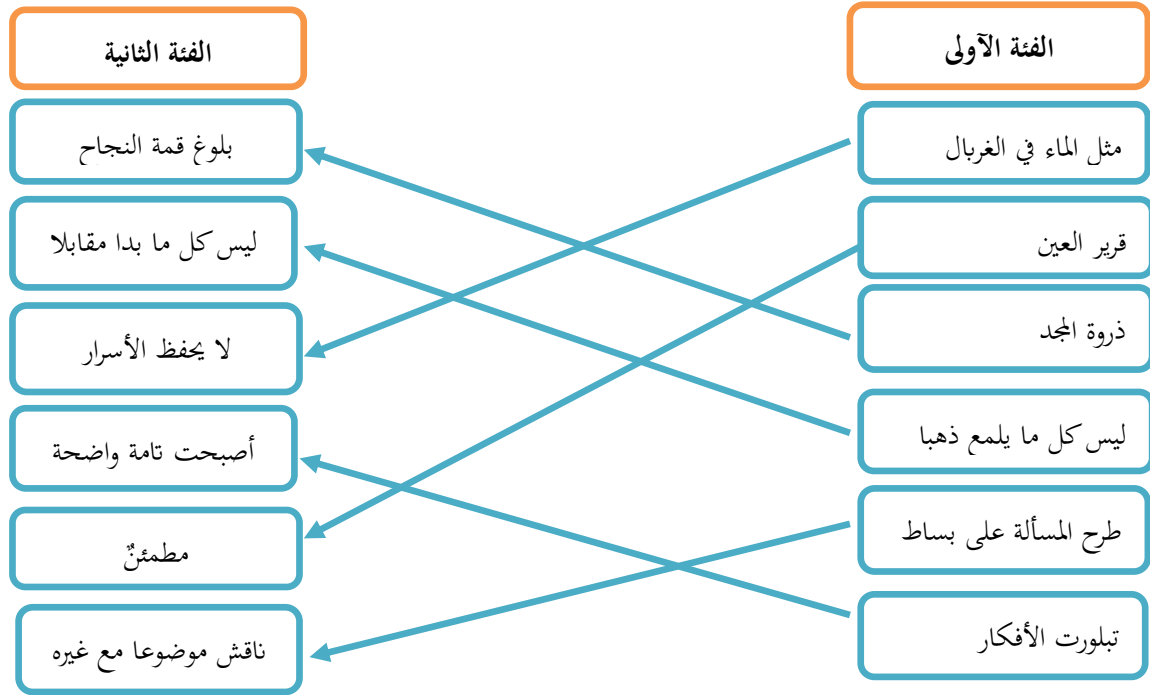 الفئة الآولى
الفئة الثانية
مثل الماء في الغربال
بلوغ قمة النجاح
قرير العين
ليس كل ما بدا مقابلا
ذروة المجد
لا يحفظ الأسرار
ليس كل ما يلمع ذهبا
أصبحت تامة واضحة
طرح المسألة على بساط
مطمئنٌ
تبلورت الأفكار
ناقش موضوعا مع غيره